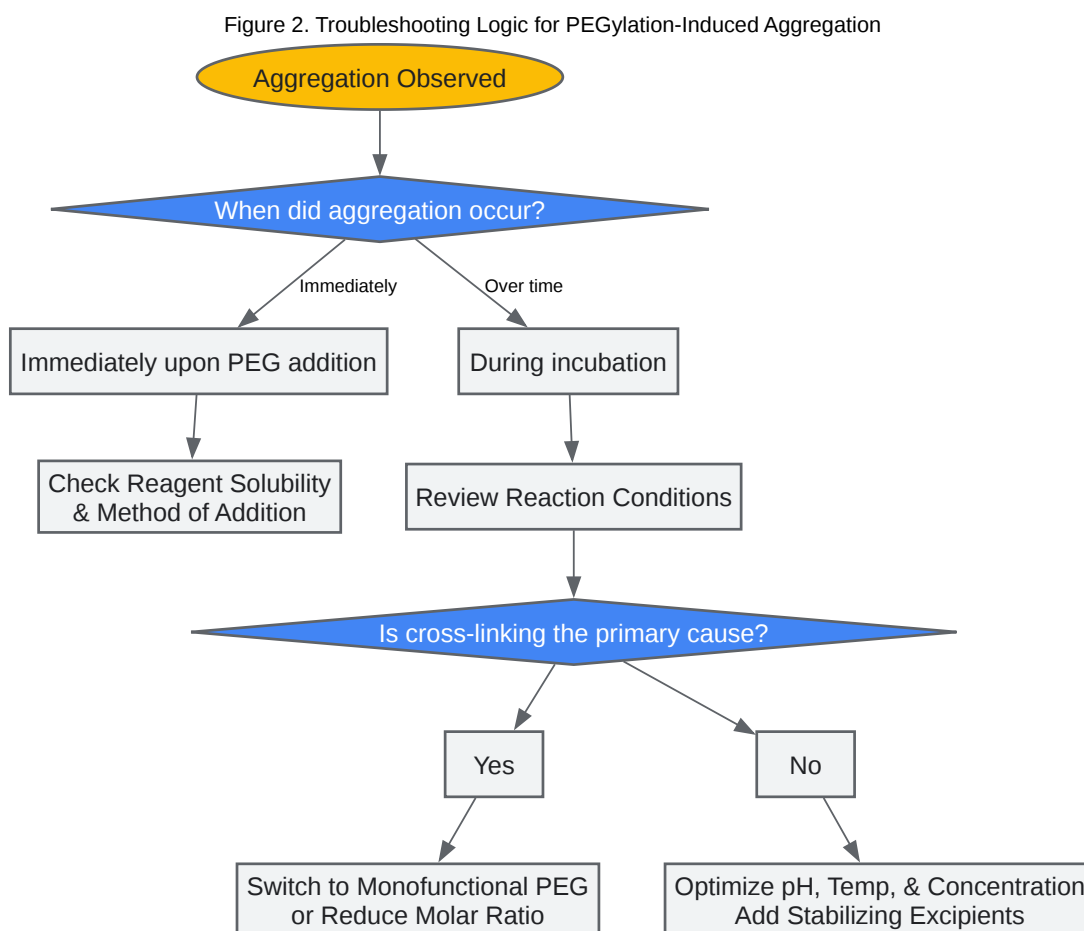 Figure 2. Troubleshooting Logic for PEGylation-Induced Aggregation
Aggregation Observed
When did aggregation occur?
Immediately
Over time
Immediately upon PEG addition
During incubation
Check Reagent Solubility
& Method of Addition
Review Reaction Conditions
Is cross-linking the primary cause?
Yes
No
Switch to Monofunctional PEG
or Reduce Molar Ratio
Optimize pH, Temp, & Concentration
Add Stabilizing Excipients